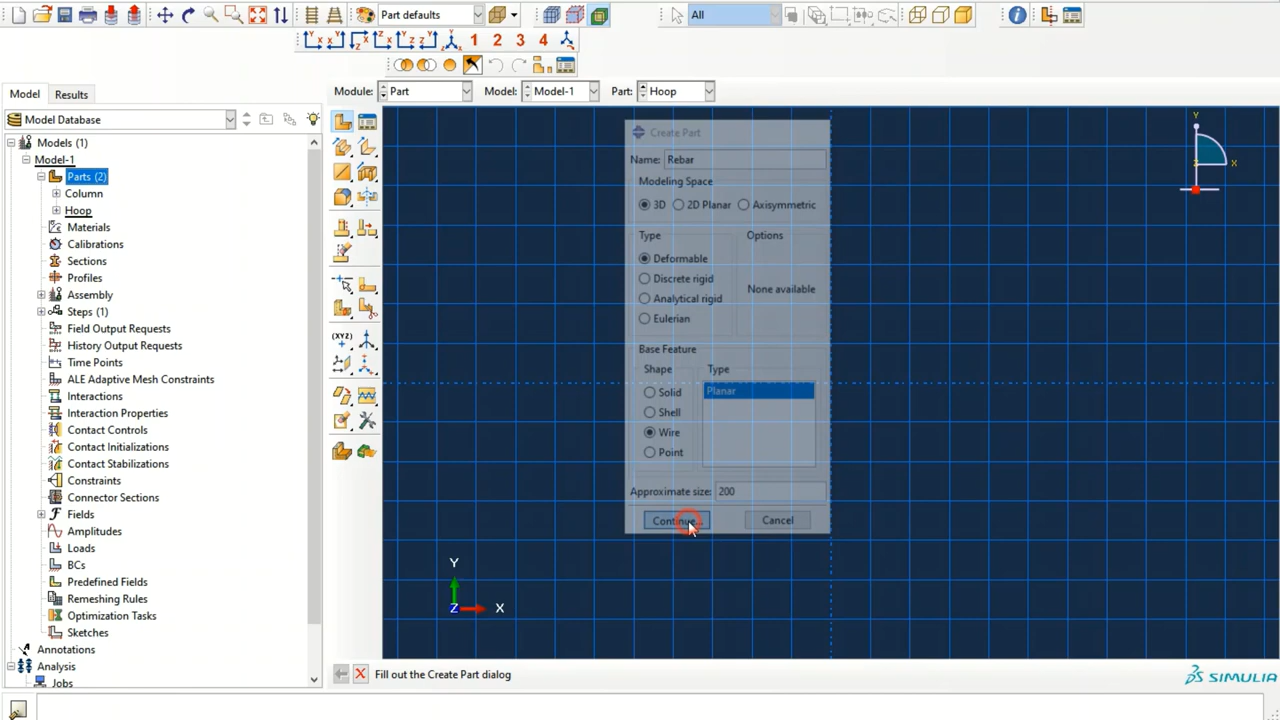 Part defaults
All
1 2 3 4
Model Results
Module: Part Model: Model-1 Part: Hoop
Model Database
Models (1)
Model-1
Parts (2)
Column
Hoop
Materials
Calibrations
Sections
Profiles
Assembly
Steps (1)
Field Output Requests
History Output Requests
Time Points
ALE Adaptive Mesh Constraints
Interactions
Interaction Properties
Contact Controls
Contact Initializations
Contact Stabilizations
Constraints
Connector Sections
Fields
Amplitudes
Loads
BCs
Predefined Fields
Remeshing Rules
Optimization Tasks
Sketches
Annotations
Analysis
Jobs
(XYZ)
Create Part
Name: Rebar
Modeling Space
3D 2D Planar Axisymmetric
Type Options
Deformable
Discrete rigid
None available
Analytical rigid
Eulerian
Base Feature
Shape Type
Solid Planar
Shell
Wire
Point
Approximate size: 200
Continue... Cancel
Y
Z X
Y
Z X
Fill out the Create Part dialog
SIMULIA